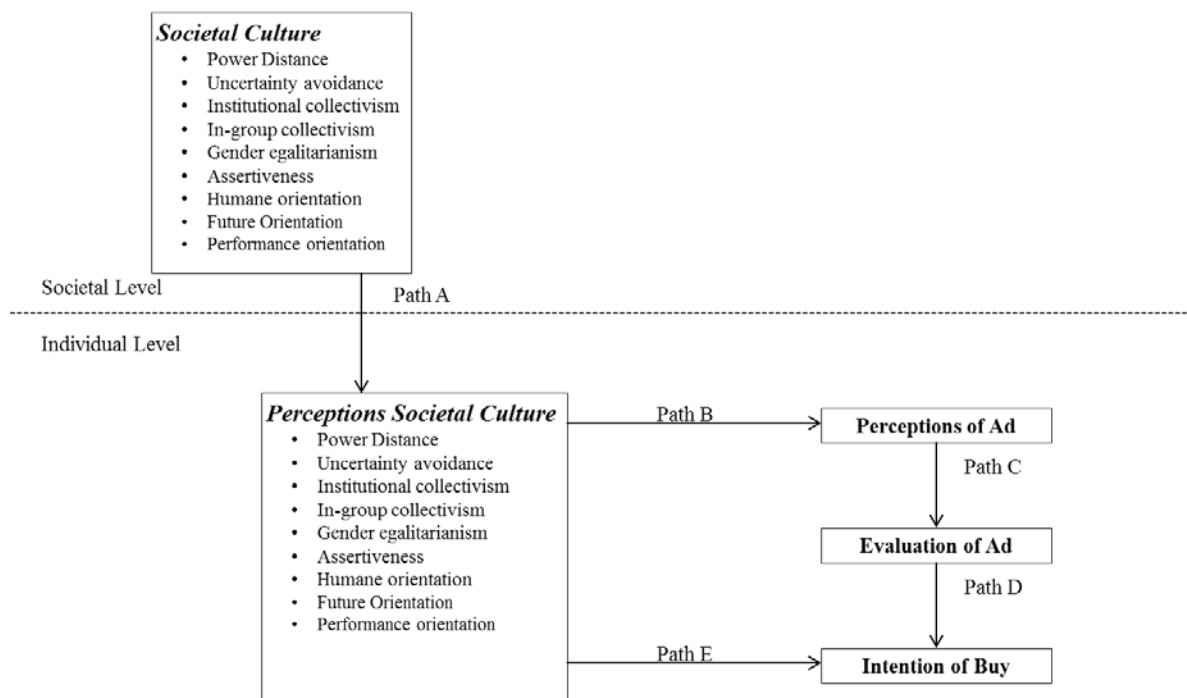 Societal Culture
• Power Distance
• Uncertainty avoidance
• Institutional collectivism
• In-group collectivism
• Gender egalitarianism
• Assertiveness
• Humane orientation
• Future Orientation
• Performance orientation
Societal Level
Path A
Individual Level
Perceptions Societal Culture
• Power Distance
• Uncertainty avoidance
• Institutional collectivism
• In-group collectivism
• Gender egalitarianism
• Assertiveness
• Humane orientation
• Future Orientation
• Performance orientation
Path B
Perceptions of Ad
Path C
Evaluation of Ad
Path D
Path E
Intention of Buy